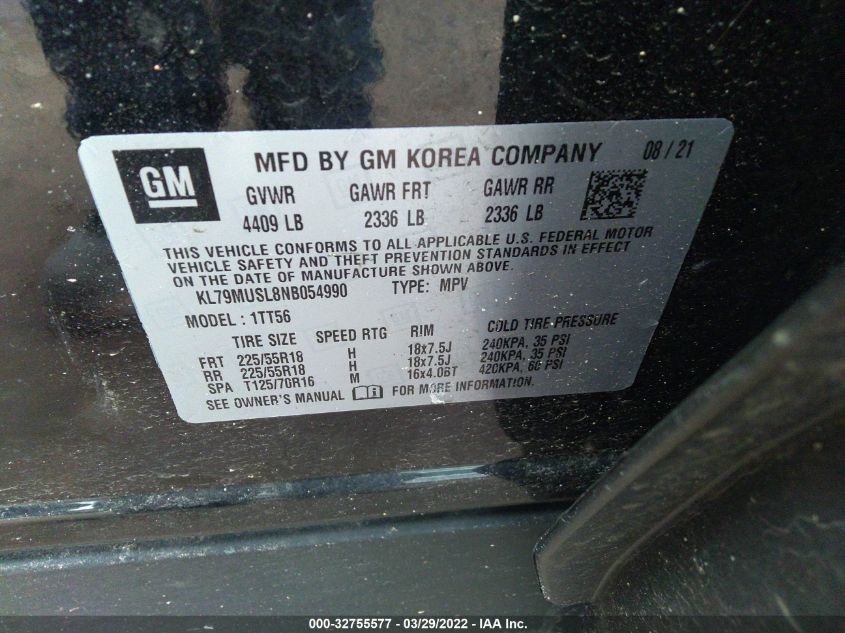 GM
MFD BY GM KOREA COMPANY 08 / 21
GVWR GAWR FRT GAWR RR
4409 LB 2336 LB 2336 LB
THIS VEHICLE CONFORMS TO ALL APPLICABLE U.S. FEDERAL MOTOR
VEHICLE SAFETY AND THEFT PREVENTION STANDARDS IN EFFECT
ON THE DATE OF MANUFACTURE SHOWN ABOVE.
KL79MUSL8NB054990 TYPE: MPV
MODEL : 1TT56
TIRE SIZE SPEED RTG RIM COLD TIRE PRESSURE
FRT 225/55R18 H 18x7.5J 240KPA, 35 PSI
RR 225/55R18 H 18x7.5J 240KPA, 35 PSI
SPA T125/70R16 M 16x4.0BT 420KPA, 60 PSI
SEE OWNER'S MANUAL FOR MORE INFORMATION.
000-32755577 - 03/29/2022 - IAA Inc.